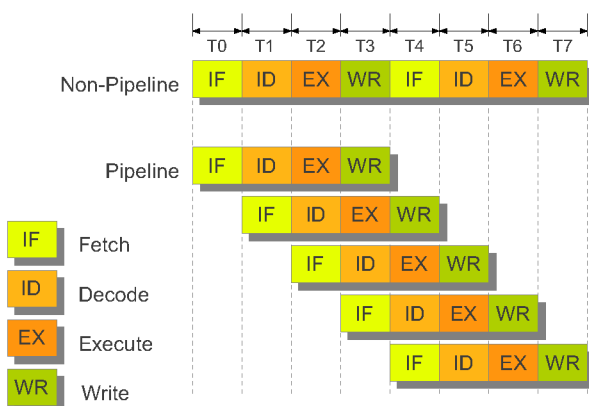 T0 T1 T2 T3 T4 T5 T6 T7
Non-Pipeline IF ID EX WR IF ID EX WR
Pipeline IF ID EX WR
IF ID EX WR
IF ID EX WR
IF ID EX WR
IF ID EX WR
IF Fetch
ID Decode
EX Execute
WR Write